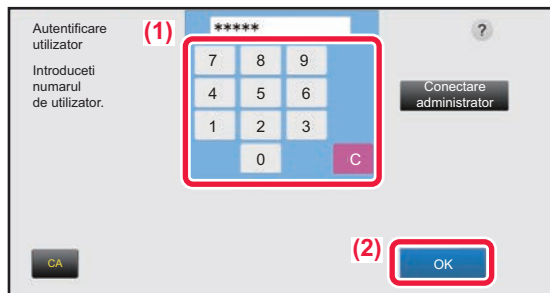 Autentificare
utilizator
Introduceti
numarul
de utilizator.
(1)
*****
?
7 8 9
4 5 6
1 2 3
0 C
Conectare
administrator
CA
(2)
OK